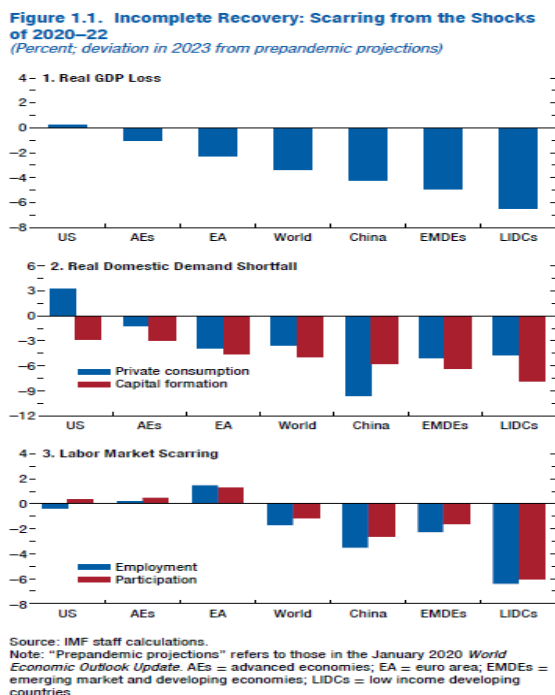 Figure 1.1. Incomplete Recovery: Scarring from the Shocks
of 2020–22
(Percent; deviation in 2023 from prepandemic projections)
4
1. Real GDP Loss
2
0
−2
−4
−6
−8
US AEs EA World China EMDEs LIDCs
6
2. Real Domestic Demand Shortfall
3
0
−3
−6
−9
−12
Private consumption
Capital formation
US AEs EA World China EMDEs LIDCs
4
3. Labor Market Scarring
2
0
−2
−4
−6
−8
Employment
Participation
US AEs EA World China EMDEs LIDCs
Source: IMF staff calculations.
Note: “Prepandemic projections” refers to those in the January 2020 World
Economic Outlook Update. AEs = advanced economies; EA = euro area; EMDEs =
emerging market and developing economies; LIDCs = low income developing
countries